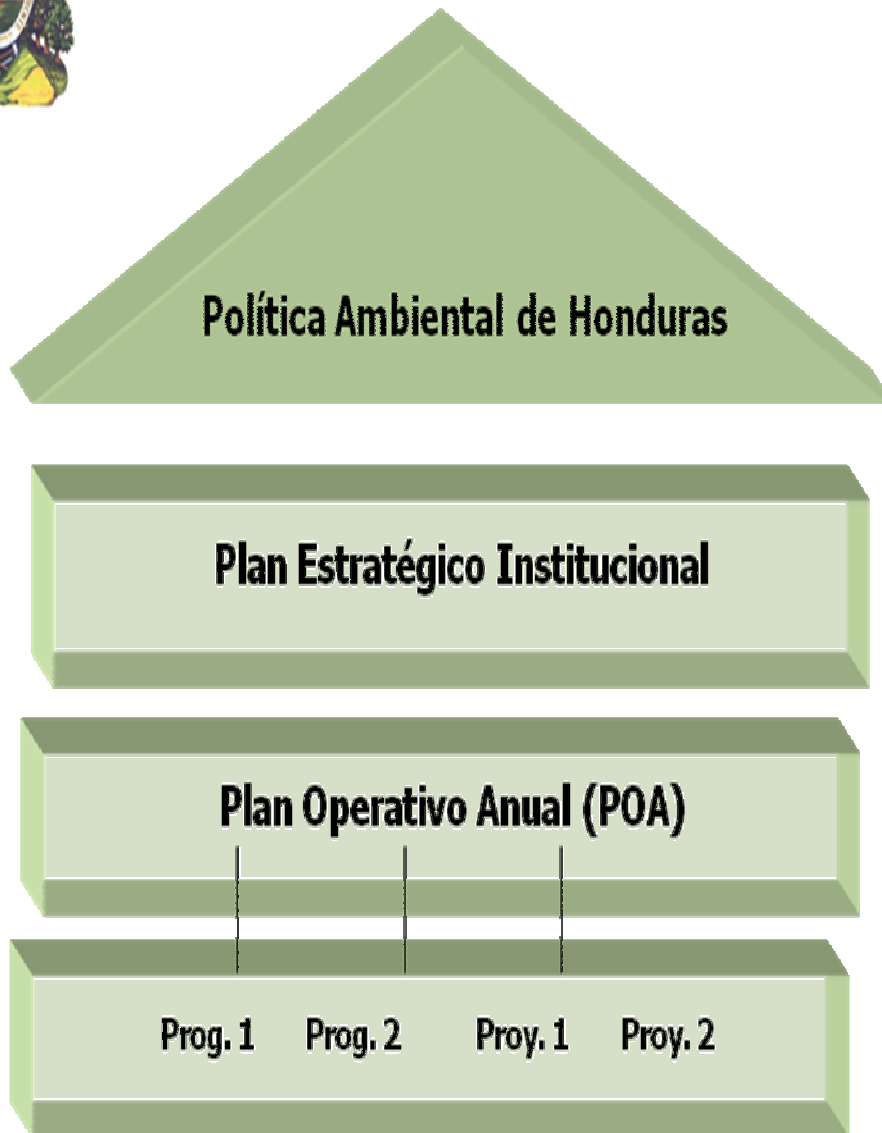 Política Ambiental de Honduras
Plan Estratégico Institucional
Plan Operativo Anual (POA)
Prog. 1 Prog. 2 Proy. 1 Proy. 2